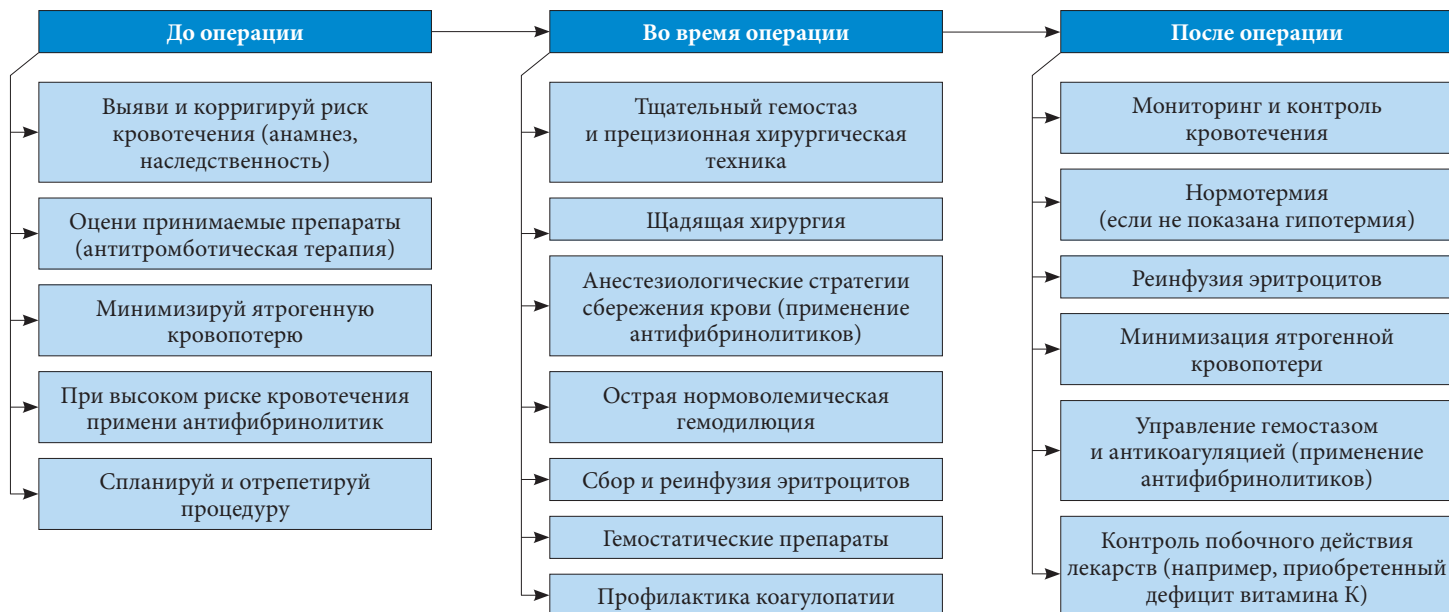 До операции
Выяви и корригируй риск
кровотечения (анамнез,
наследственность)
Оцени принимаемые препараты
(антитромботическая терапия)
Минимизируй ятрогенную
кровопотерю
При высоком риске кровотечения
примени антифибринолитик
Спланируй и отрепетируй
процедуру
Во время операции
Тщательный гемостаз
и прецизионная хирургическая
техника
Щадящая хирургия
Анестезиологические стратегии
сбережения крови (применение
антифибринолитиков)
Острая нормоволемическая
гемодилюция
Сбор и реинфузия эритроцитов
Гемостатические препараты
Профилактика коагулопатии
После операции
Мониторинг и контроль
кровотечения
Нормотермия
(если не показана гипотермия)
Реинфузия эритроцитов
Минимизация ятрогенной
кровопотери
Управление гемостазом
и антикоагуляцией (применение
антифибринолитиков)
Контроль побочного действия
лекарств (например, приобретенный
дефицит витамина К)